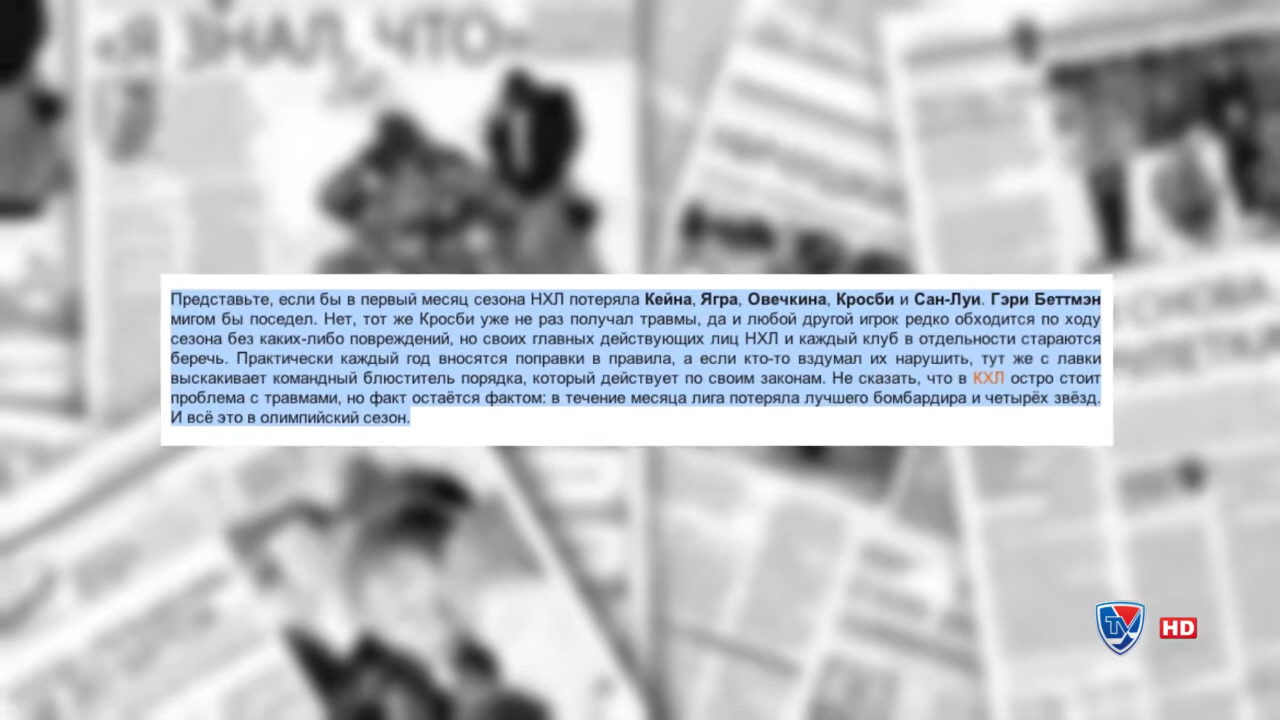 «Я ЗНАЛ, ЧТО»
Представьте, если бы в первый месяц сезона НХЛ потеряла Кейна, Ягра, Овечкина, Кросби и Сан-Луи. Гэри Беттмэн
мигом бы поседел. Нет, тот же Кросби уже не раз получал травмы, да и любой другой игрок редко обходится по ходу
сезона без каких-либо повреждений, но своих главных действующих лиц НХЛ и каждый клуб в отдельности стараются
беречь. Практически каждый год вносятся поправки в правила, а если кто-то вздумал их нарушить, тут же с лавки
выскакивает командный блюститель порядка, который действует по своим законам. Не сказать, что в КХЛ остро стоит
проблема с травмами, но факт остаётся фактом: в течение месяца лига потеряла лучшего бомбардира и четырёх звёзд.
И всё это в олимпийский сезон.
TV HD